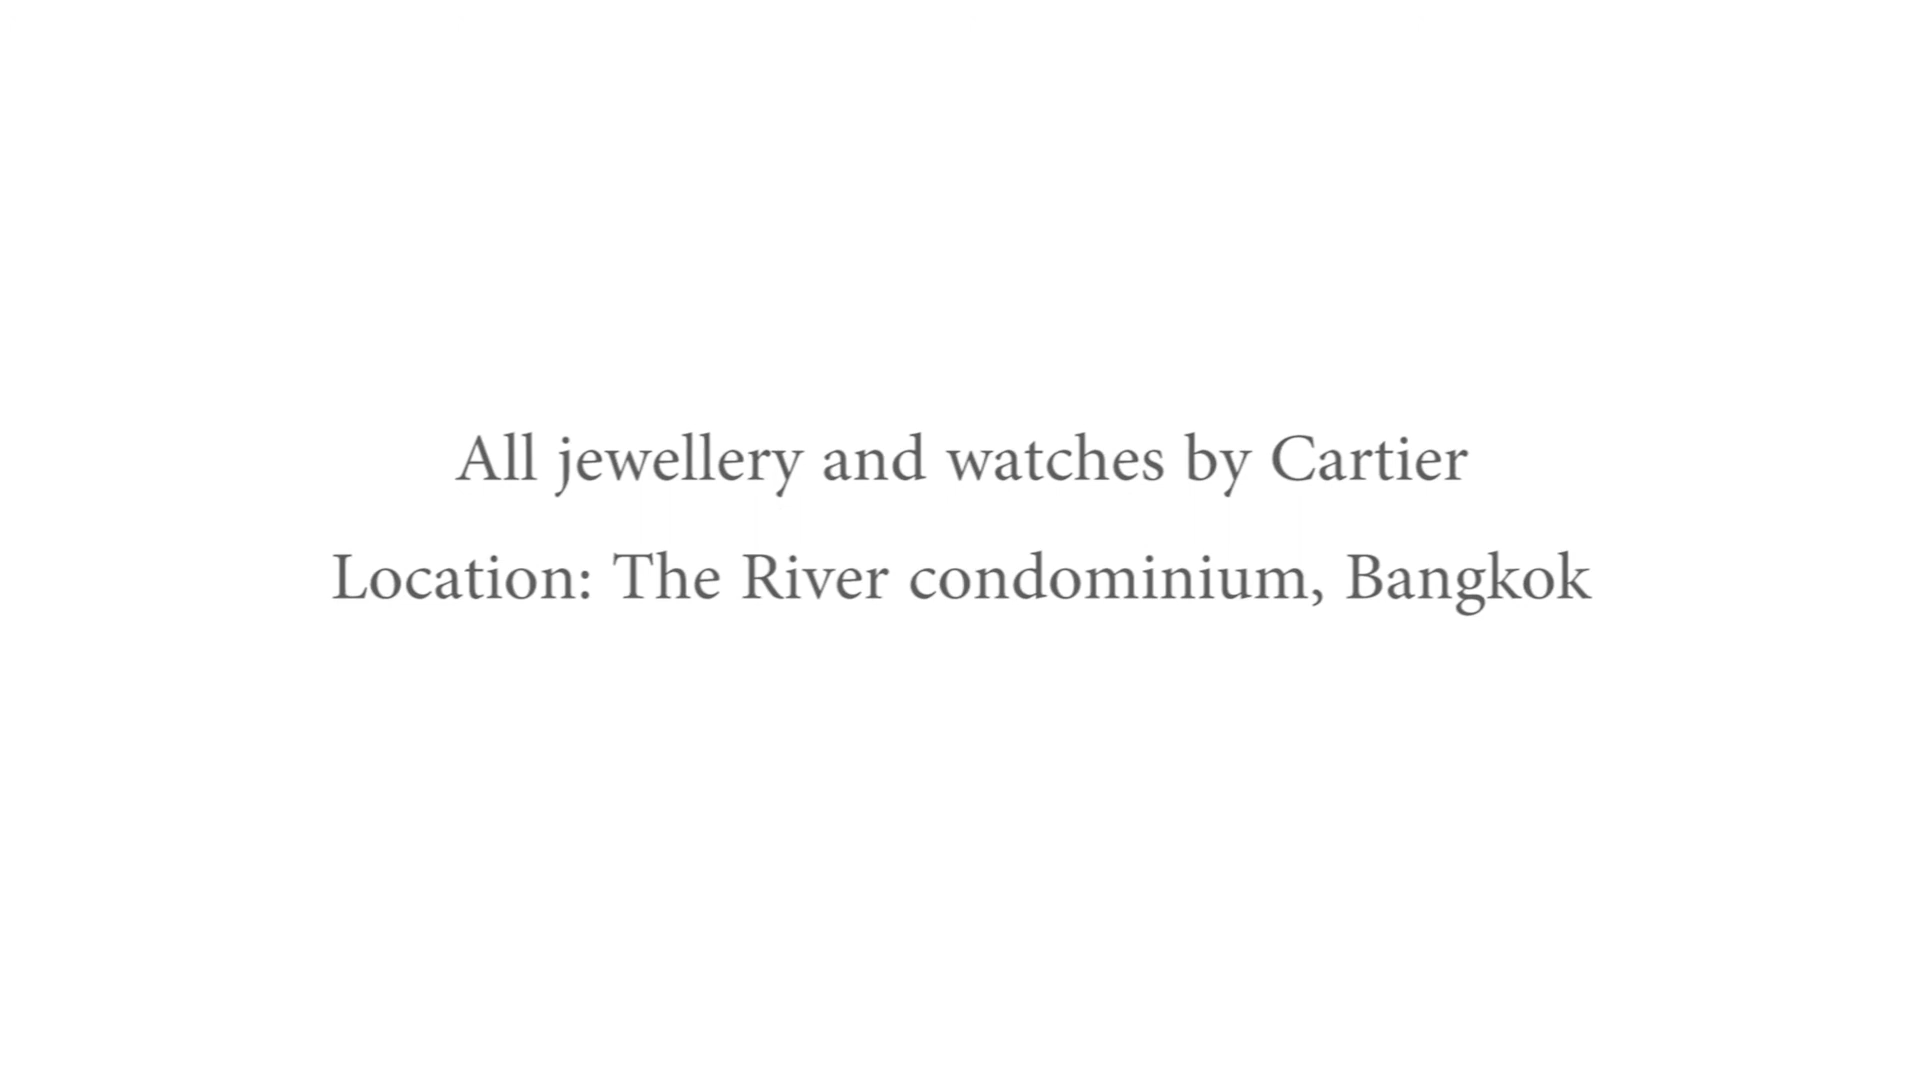 All jewellery and watches by Cartier
Location: The River condominium, Bangkok